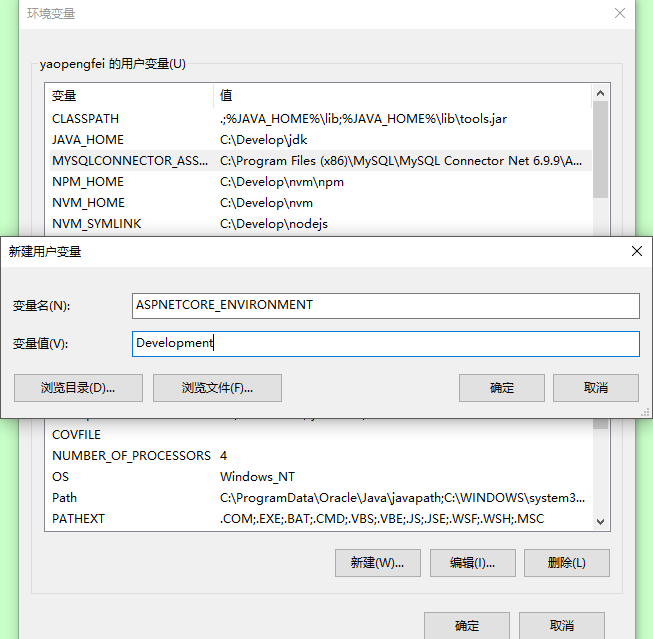 环境变量
yaopengfei 的用户变量(U)
变量 值
CLASSPATH .;%JAVA_HOME%\lib;%JAVA_HOME%\lib\tools.jar
JAVA_HOME C:\Develop\jdk
MYSQLCONNECTOR_ASS... C:\Program Files (x86)\MySQL\MySQL Connector Net 6.9.9\A...
NPM_HOME C:\Develop\nvm\npm
NVM_HOME C:\Develop\nvm
NVM_SYMLINK C:\Develop\nodejs
新建用户变量
变量名(N): ASPNETCORE_ENVIRONMENT
变量值(V): Development
浏览目录(D)... 浏览文件(F)... 确定 取消
COVFILE
NUMBER_OF_PROCESSORS 4
OS Windows_NT
Path C:\ProgramData\Oracle\Java\javapath;C:\WINDOWS\system3...
PATHEXT .COM;.EXE;.BAT;.CMD;.VBS;.VBE;.JS;.JSE;.WSF;.WSH;.MSC
新建(W)... 编辑(I)... 删除(L)
确定 取消